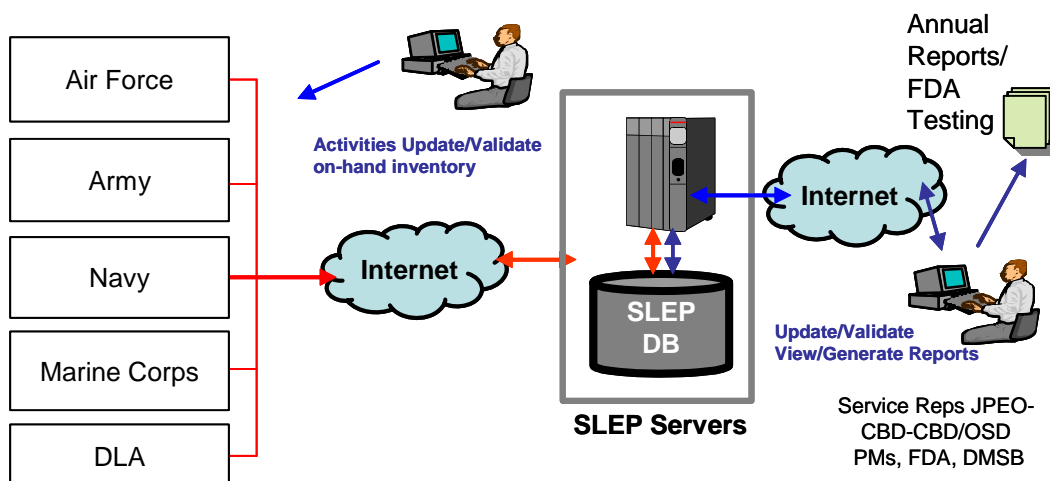 Air Force
Army
Navy
Marine Corps
DLA
Activities Update/Validate
on-hand inventory
Internet
SLEP
DB
SLEP Servers
Internet
Annual
Reports/
FDA
Testing
Update/Validate
View/Generate Reports
Service Reps JPEO-
CBD-CBD/OSD
PMs, FDA, DMSB